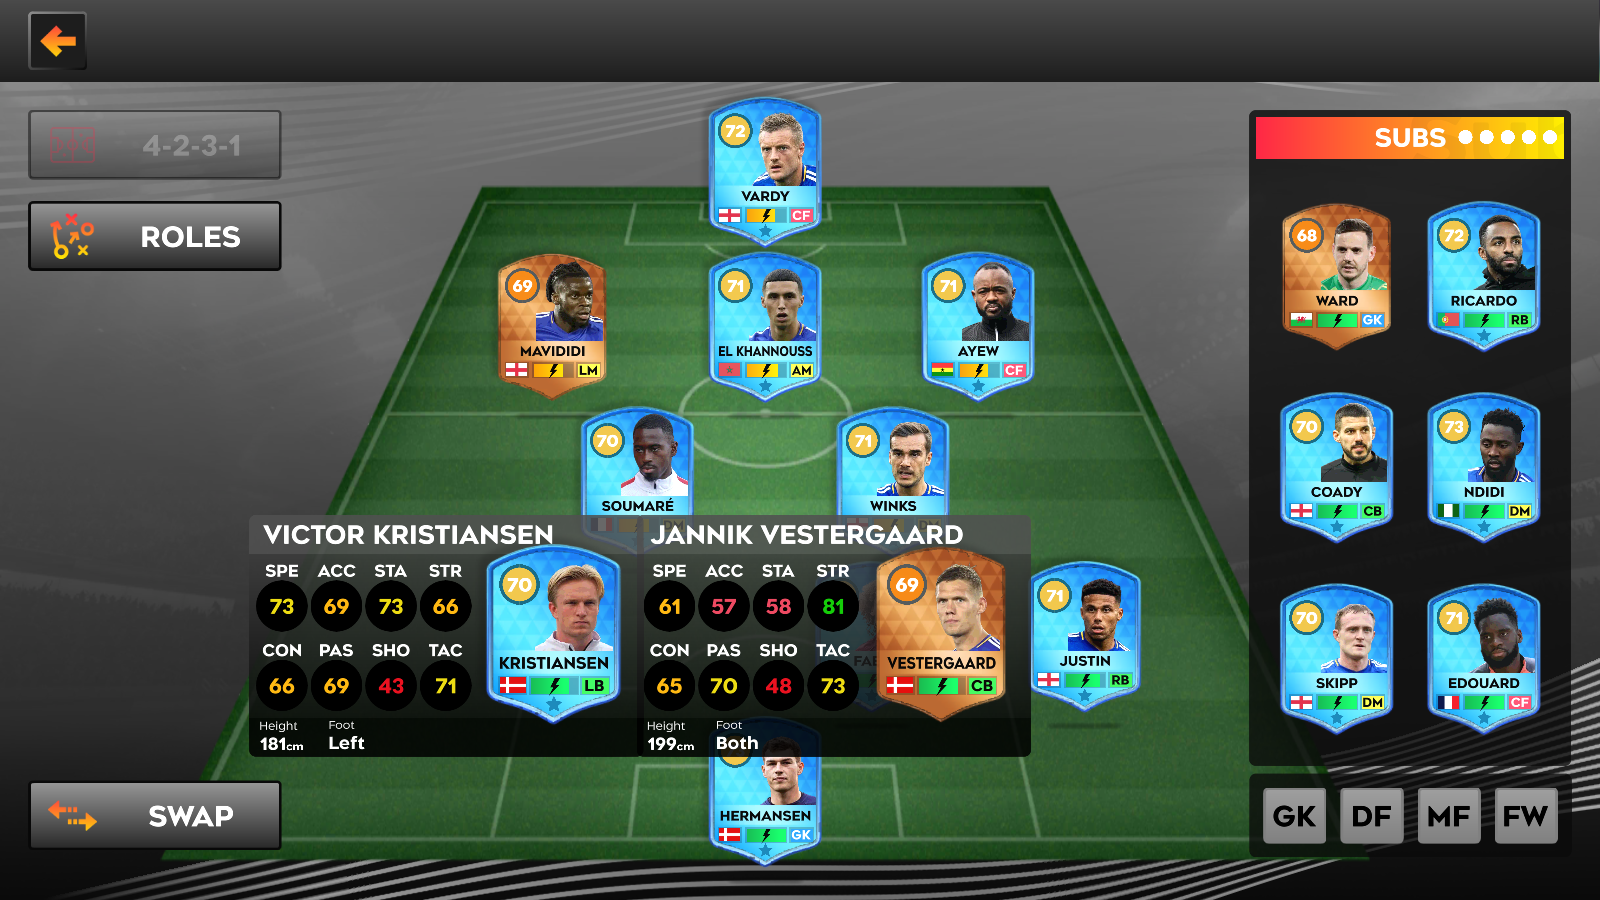 4-2-3-1
ROLES
SWAP
72
VARDY
CF
69
MAVIDIDI
LM
71
EL KHANNOUSS
AM
71
AYEW
CF
70
SOUMARÉ
DM
71
WINKS
DM
VICTOR KRISTIANSEN
SPE ACC STA STR
73 69 73 66
CON PAS SHO TAC
66 69 43 71
Height Foot
181cm Left
70
KRISTIANSEN
LB
JANNIK VESTERGAARD
SPE ACC STA STR
61 57 58 81
CON PAS SHO TAC
65 70 48 73
Height Foot
199cm Both
69
VESTERGAARD
CB
71
JUSTIN
RB
HERMANSEN
GK
SUBS
68
WARD
GK
72
RICARDO
RB
70
COADY
CB
73
NDIDI
DM
70
SKIPP
DM
71
EDOUARD
CF
GK DF MF FW